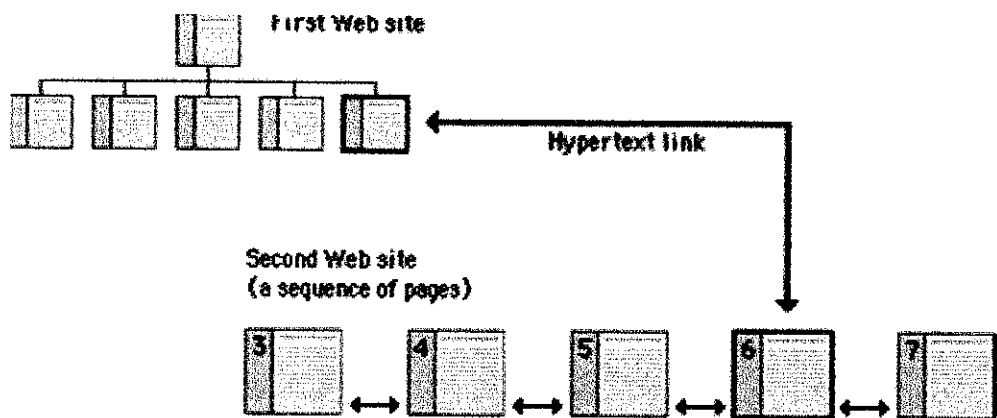 First Web site
Hypertext link
Second Web site
(a sequence of pages)
3
4
5
6
7